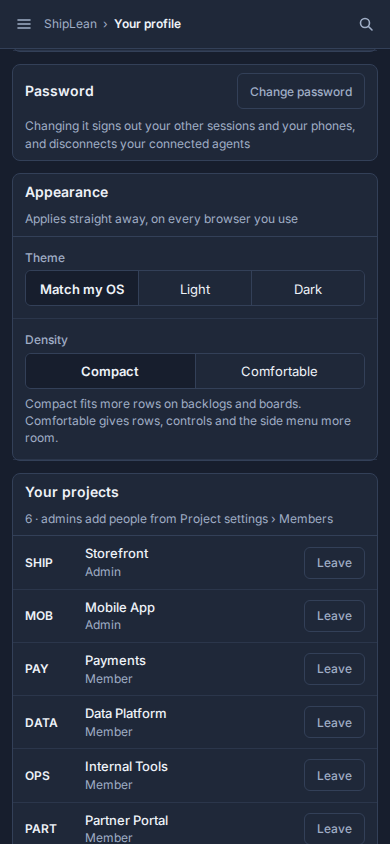 ShipLean › Your profile
Password
Change password
Changing it signs out your other sessions and your phones,
and disconnects your connected agents
Appearance
Applies straight away, on every browser you use
Theme
Match my OS
Light
Dark
Density
Compact
Comfortable
Compact fits more rows on backlogs and boards.
Comfortable gives rows, controls and the side menu more
room.
Your projects
6 · admins add people from Project settings › Members
SHIP
Storefront
Admin
Leave
MOB
Mobile App
Admin
Leave
PAY
Payments
Member
Leave
DATA
Data Platform
Member
Leave
OPS
Internal Tools
Member
Leave
PART
Partner Portal
Member
Leave